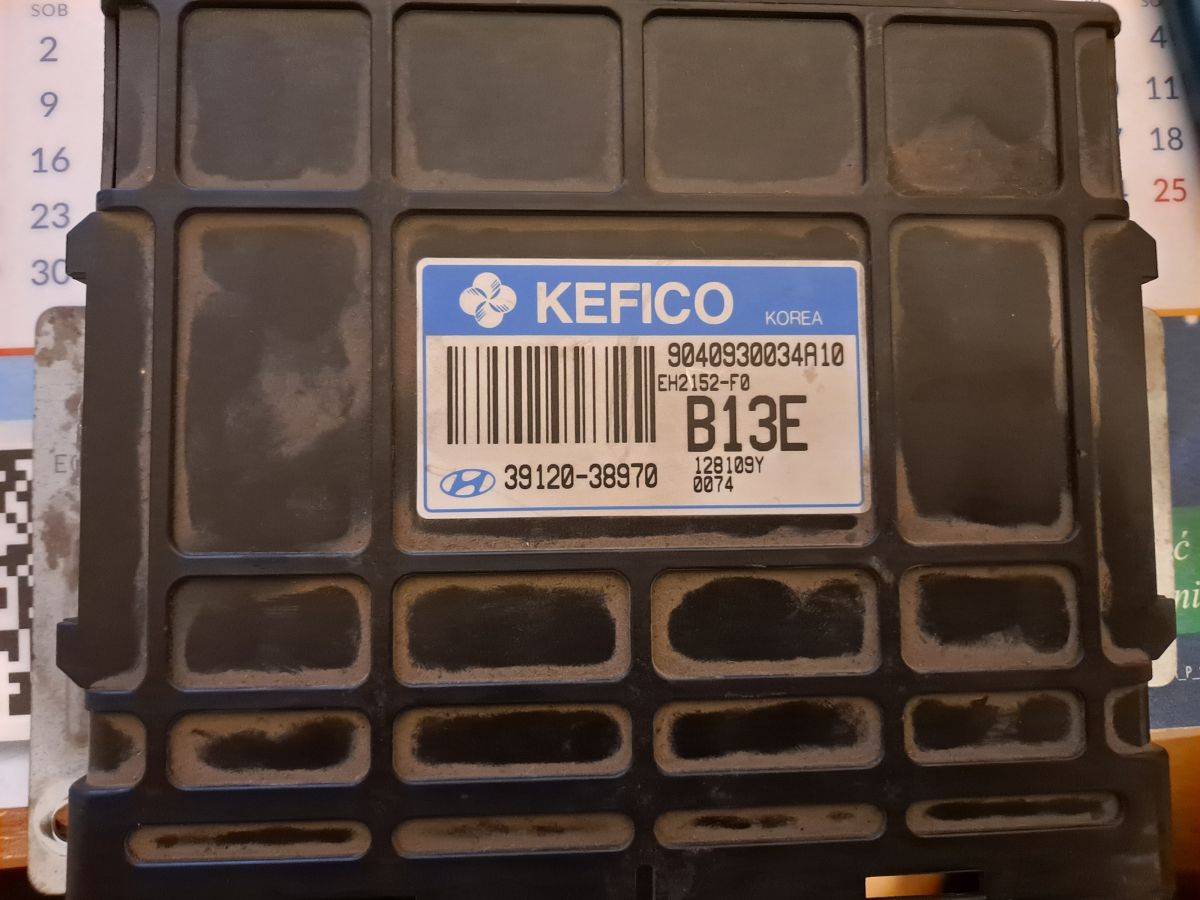 SOB
2
9
16
23
30
4
11
18
25
KEFICO
KOREA
9040930034A10
EH2152-F0
B13E
39120-38970
128109Y
0074